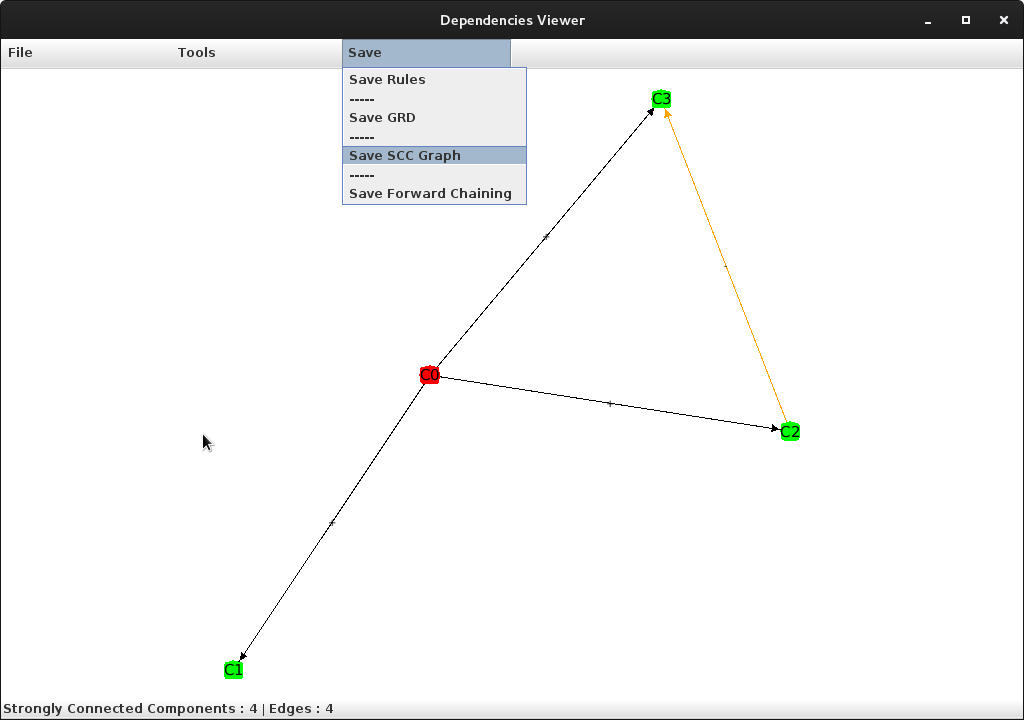 Dependencies Viewer
File Tools Save
Save Rules
-----
Save GRD
-----
Save SCC Graph
-----
Save Forward Chaining
C3
+
-
C0
+
C2
+
C1
Strongly Connected Components : 4 | Edges : 4